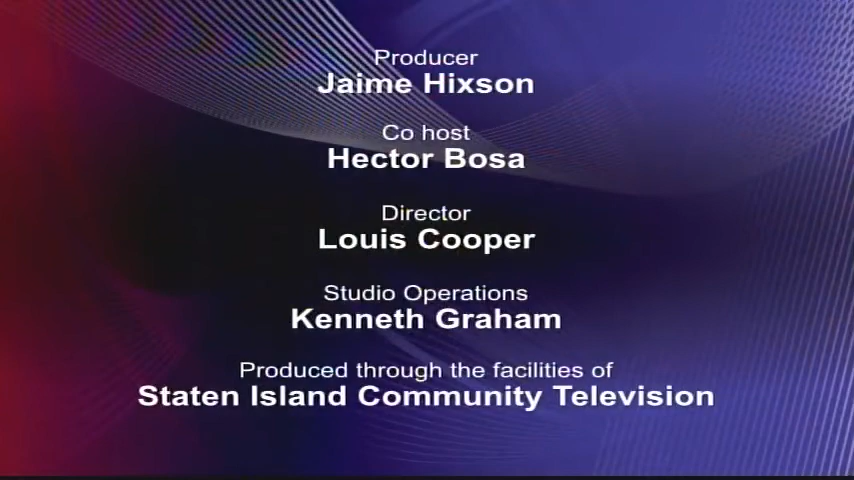 Producer
Jaime Hixson
Co host
Hector Bosa
Director
Louis Cooper
Studio Operations
Kenneth Graham
Produced through the facilities of
Staten Island Community Television